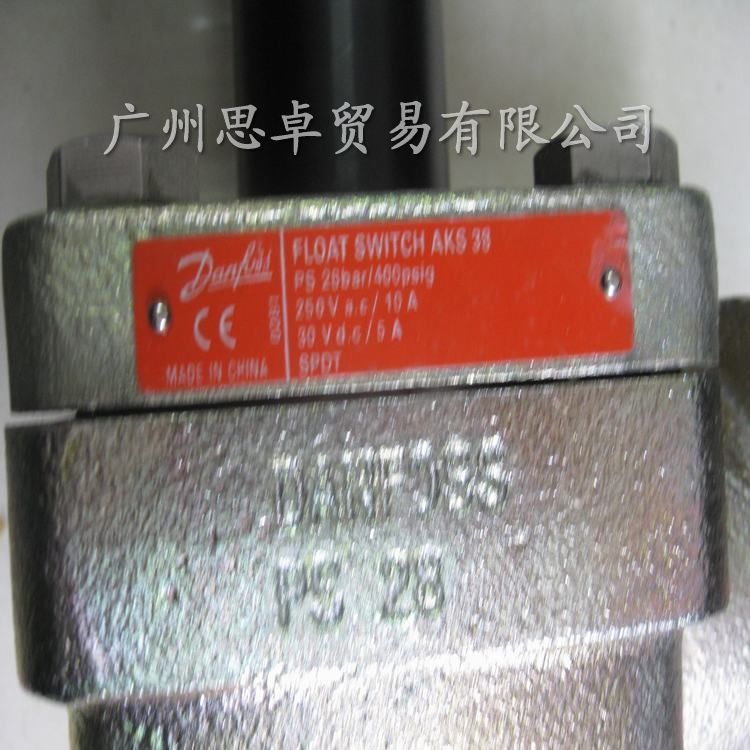 广州思卓贸易有限公司
Danfoss
FLOAT SWITCH AKS 38
PS 28bar/400psig
250 V a.c / 10 A
30 V d.c / 5 A
SPDT
CE
MADE IN CHINA
DANFOSS
PS 28